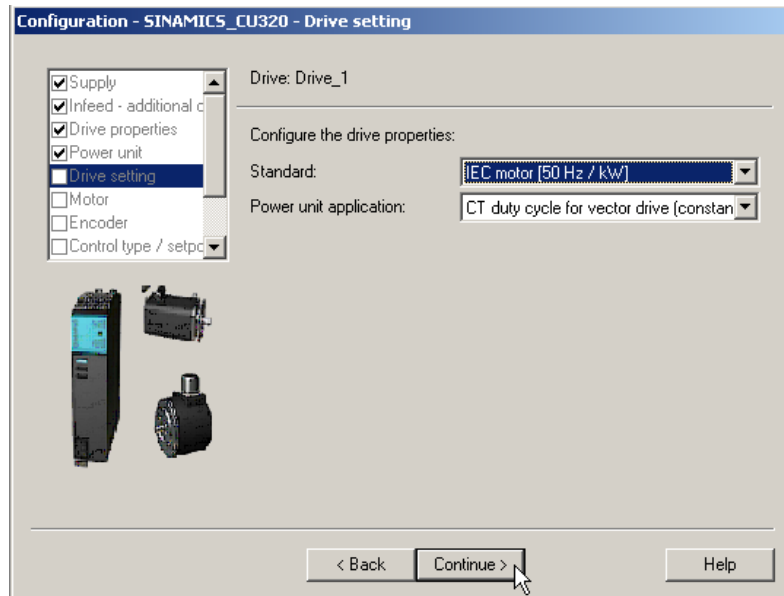 Configuration - SINAMICS_CU320 - Drive setting
Supply
Infeed - additional c
Drive properties
Power unit
Drive setting
Motor
Encoder
Control type / setpc
Drive: Drive_1
Configure the drive properties:
Standard: IEC motor [50 Hz / kW]
Power unit application: CT duty cycle for vector drive (constan
< Back Continue > Help